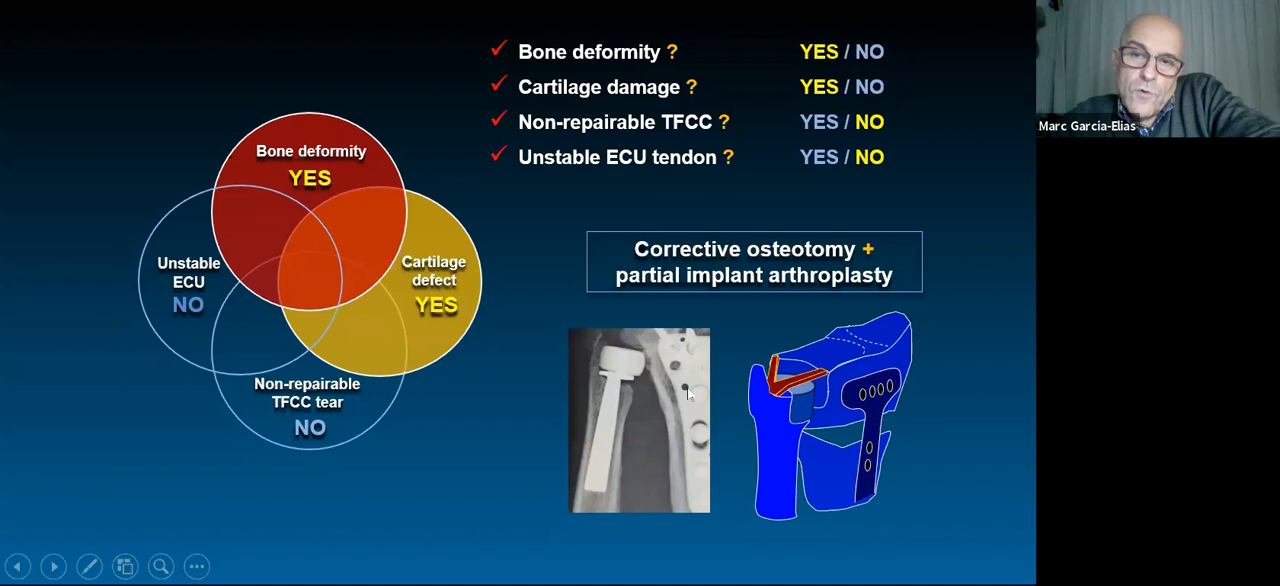 Bone deformity ? YES / NO
Cartilage damage ? YES / NO
Non-repairable TFCC ? YES / NO
Unstable ECU tendon ? YES / NO
Marc Garcia-Elias
Bone deformity
YES
Unstable
ECU
NO
Cartilage
defect
YES
Non-repairable
TFCC tear
NO
Corrective osteotomy +
partial implant arthroplasty